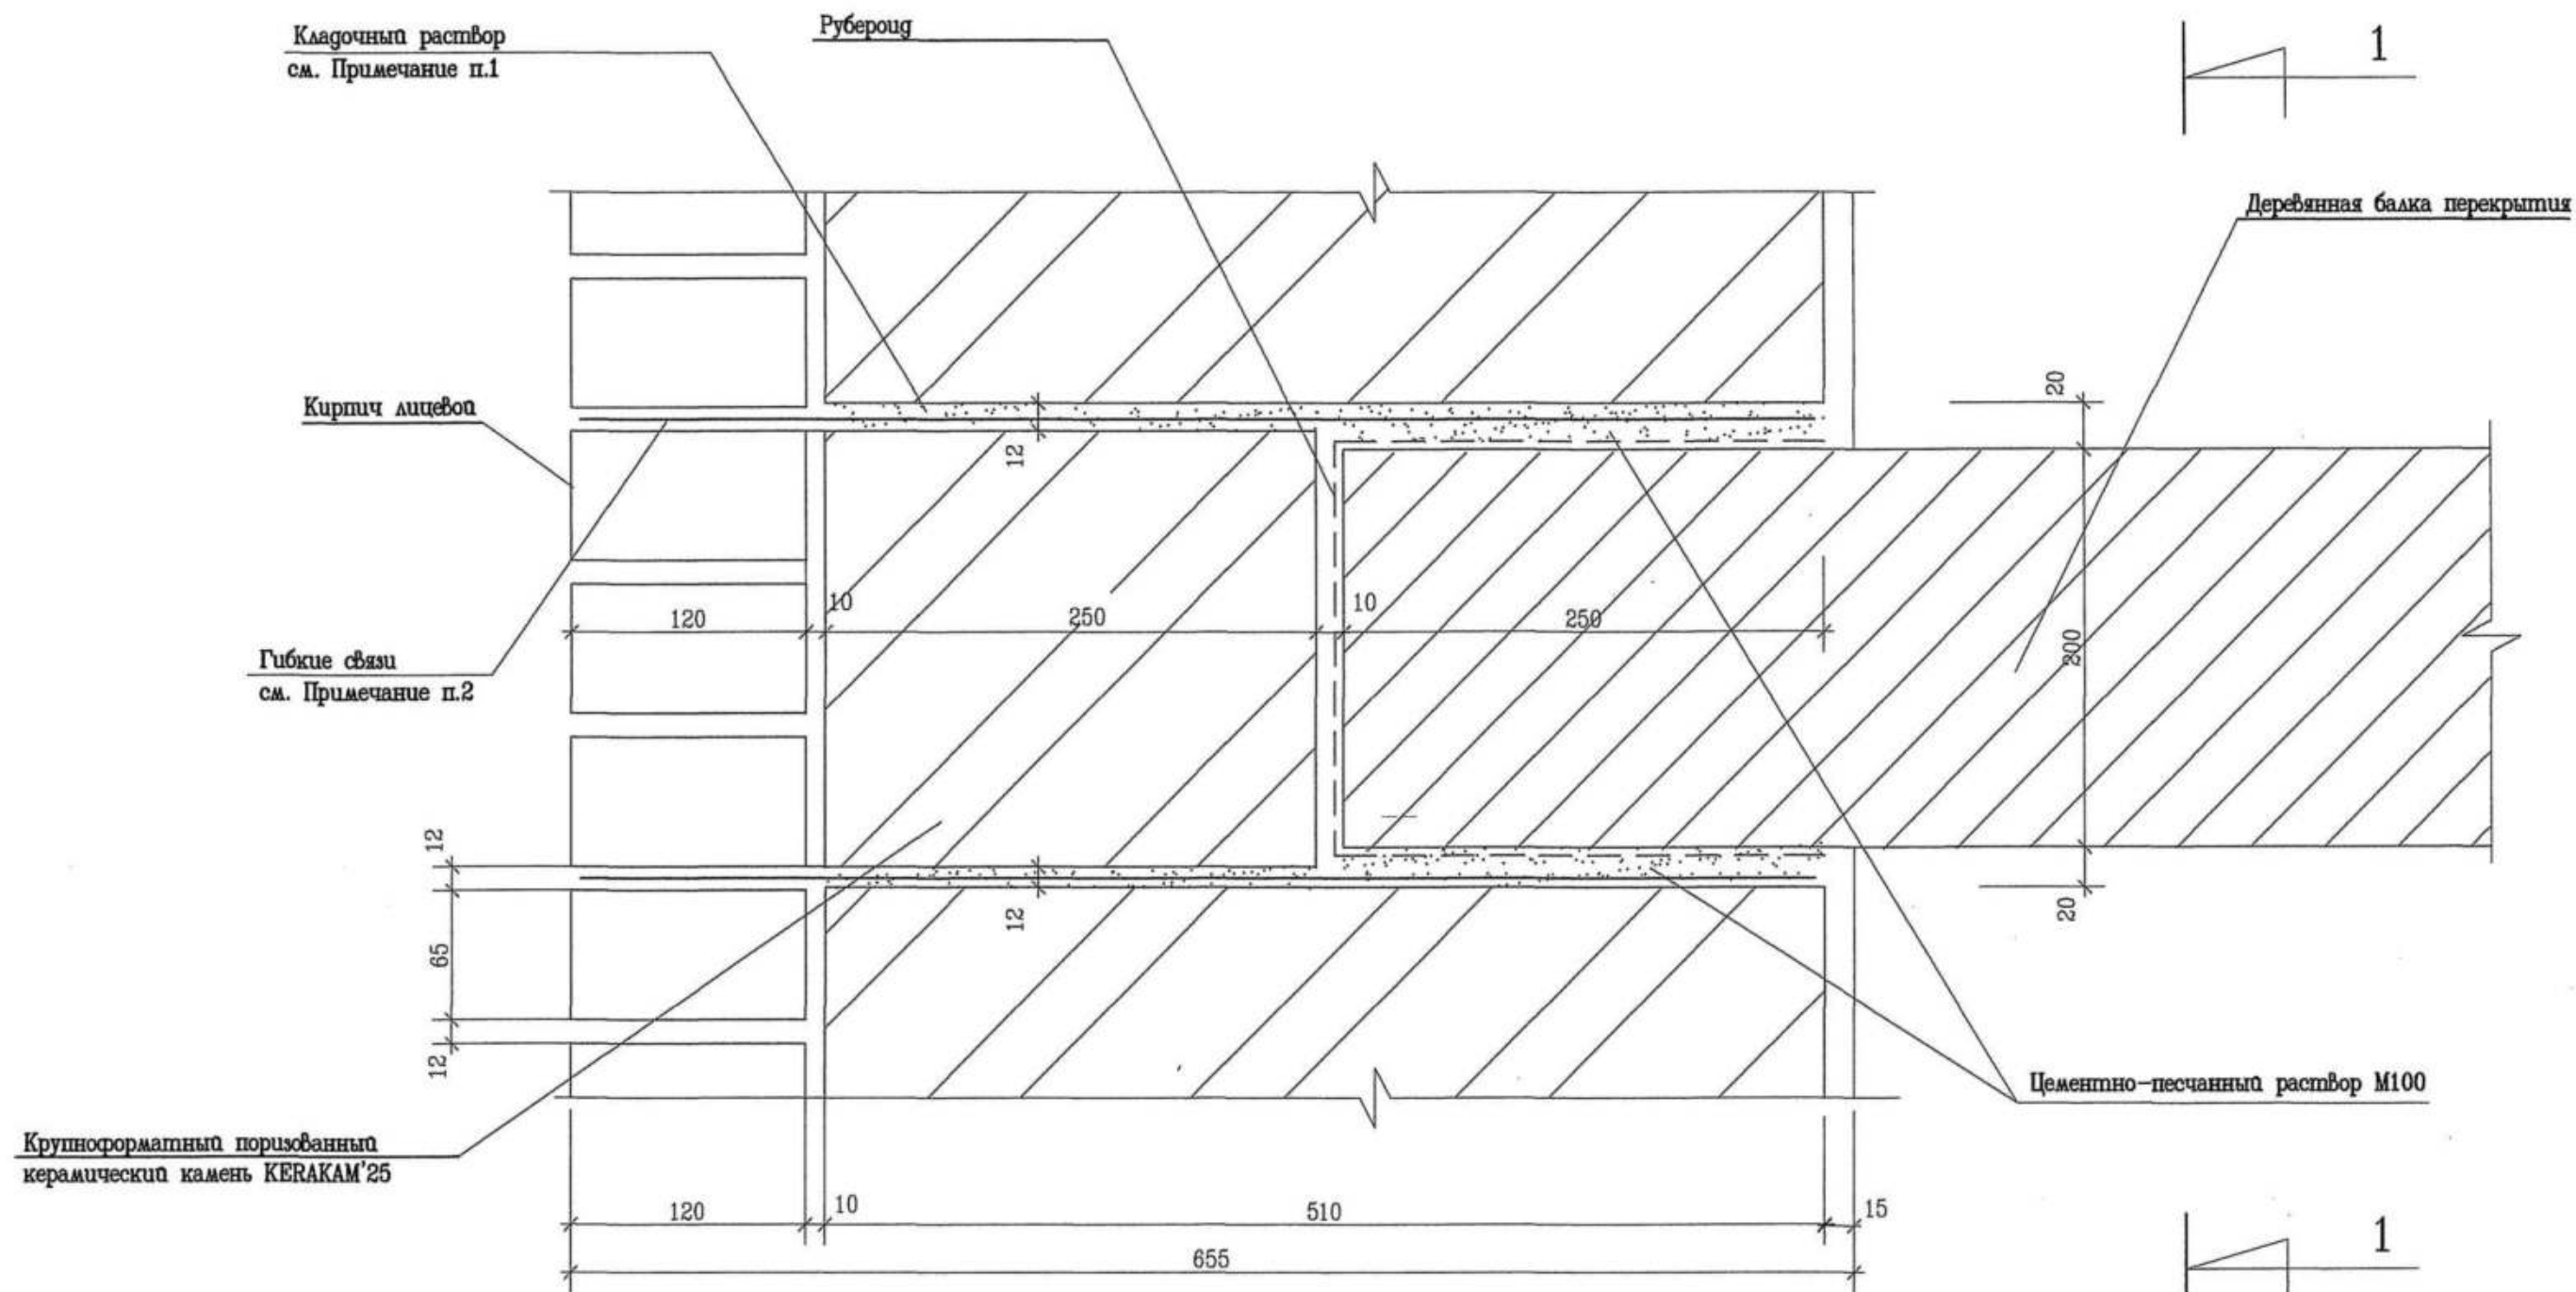 Кладочный раствор
см. Примечание п.1
Рубероид
1
Деревянная балка перекрытия
20
Кирпич лицевой
12
10
120
250
10
250
200
Гибкие связи
см. Примечание п.2
12
12
20
65
12
Цементно-песчанный раствор М100
Крупноформатный поризованный
керамический камень KERAKAM'25
120
10
510
15
655
1